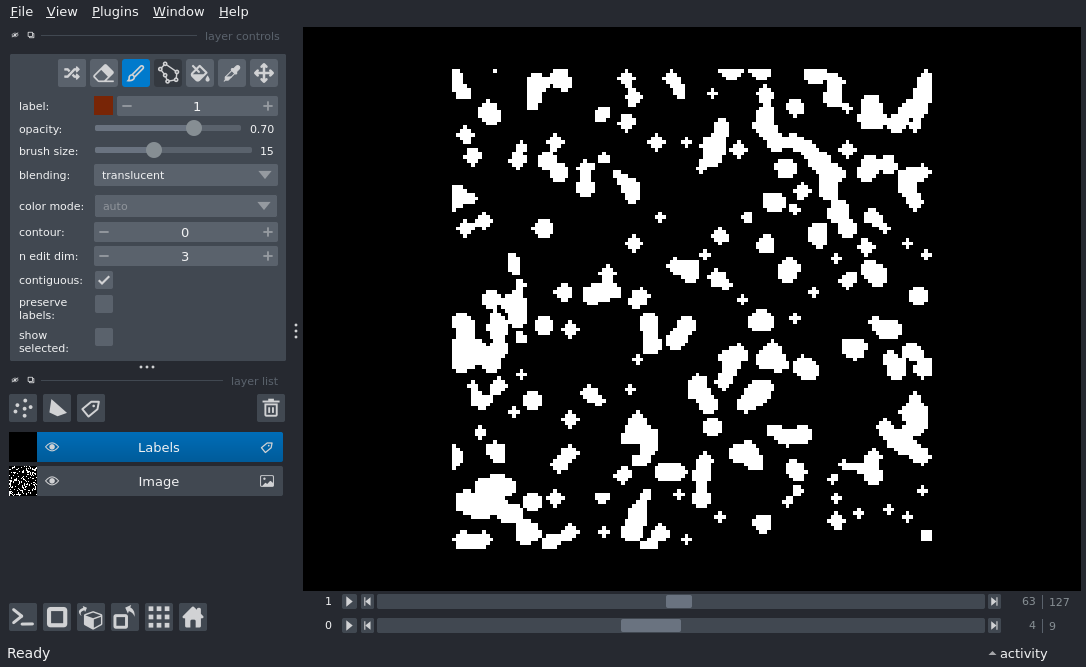 File View Plugins Window Help
layer controls
label: 1
opacity: 0.70
brush size: 15
blending: translucent
color mode: auto
contour: 0
n edit dim: 3
contiguous:
preserve
labels:
show
selected:
layer list
Labels
Image
1 63 127
0 4 9
Ready
activity